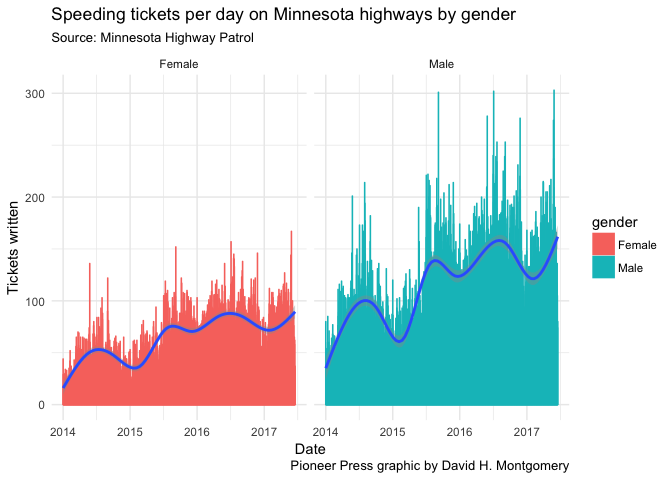 Speeding tickets per day on Minnesota highways by gender
Source: Minnesota Highway Patrol
Female
Male
Tickets written
300
200
100
0
2014 2015 2016 2017
2014 2015 2016 2017
Date
gender
Female
Male
Pioneer Press graphic by David H. Montgomery